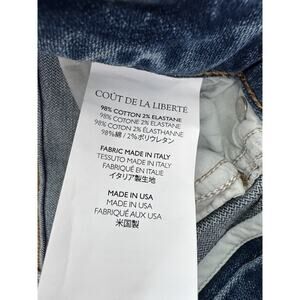 COÛT DE LA LIBERTÉ
98% COTTON 2% ELASTANE
98% COTONE 2% ELASTANE
98% COTON 2% ÉLASTHANNE
98% 綿 / 2% ポリウレタン
FABRIC MADE IN ITALY
TESSUTO MADE IN ITALY
FABRIQUÉ EN ITALIE
イタリア製生地
MADE IN USA
MADE IN USA
FABRIQUÉ AUX USA
米国製